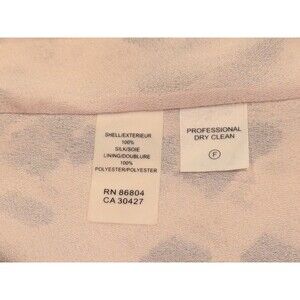 SHELL/EXTERIEUR
100%
SILK/SOIE
LINING/DOUBLURE
100%
POLYESTER/POLYESTER
RN 86804
CA 30427
PROFESSIONAL
DRY CLEAN
F